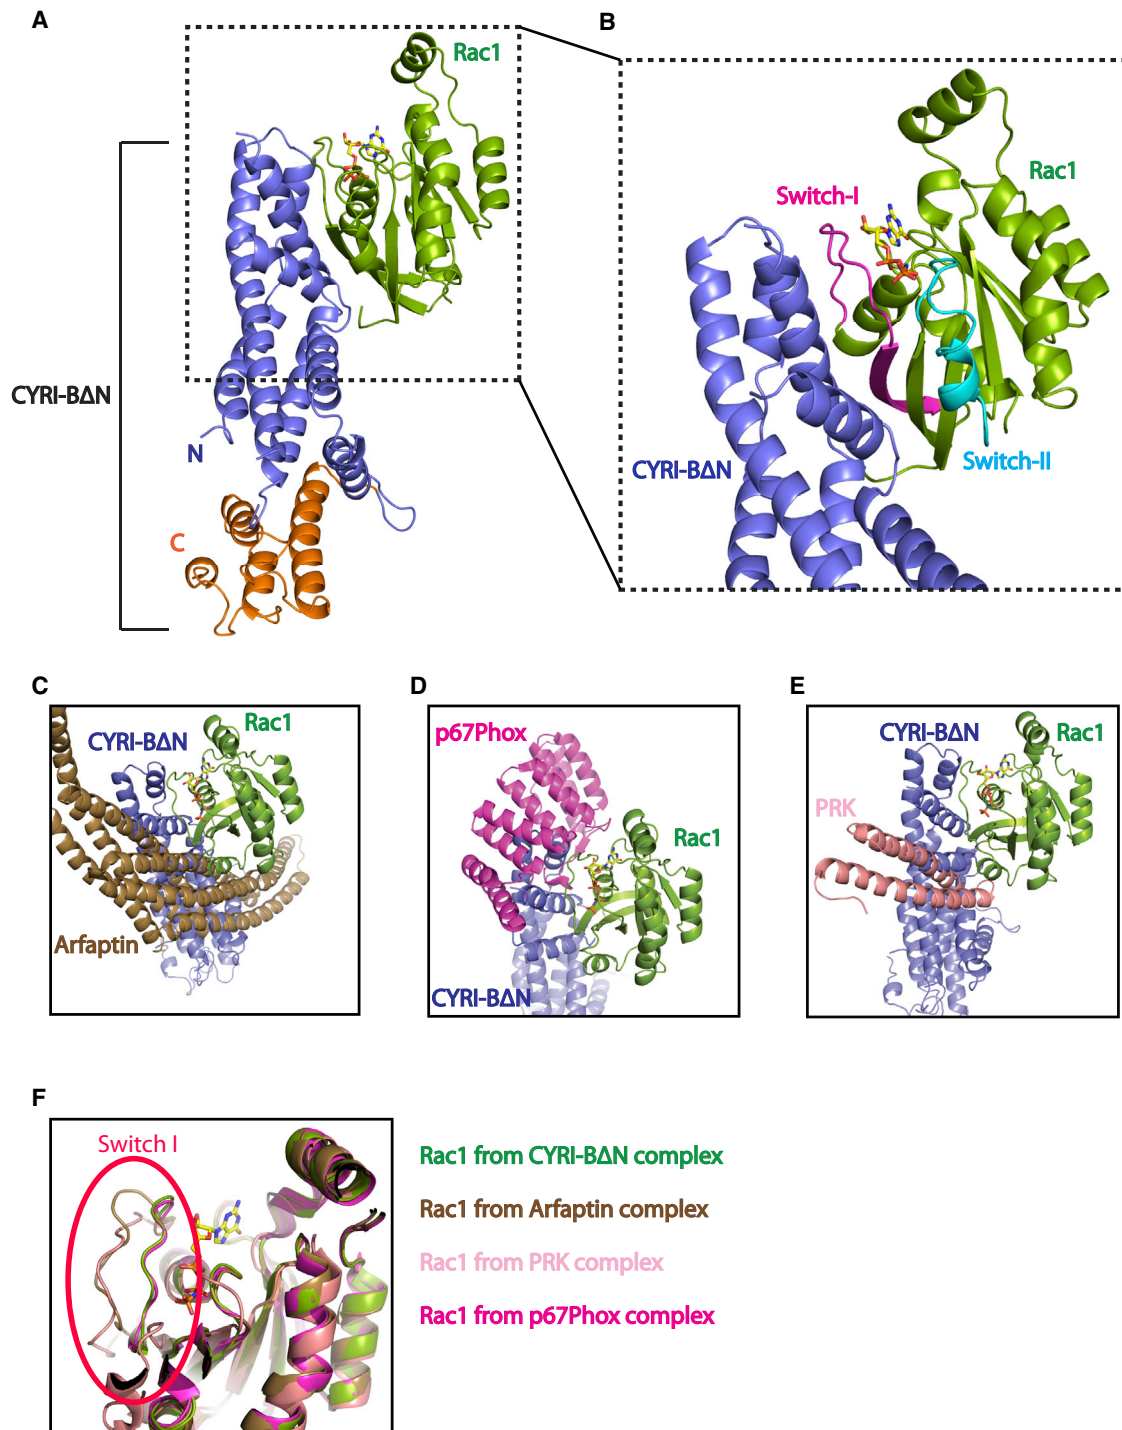 A
Rac1
CYRI-BΔN
N
C
B
Switch-I
Rac1
CYRI-BΔN
Switch-II
C
CYRI-BΔN
Rac1
Arfaptin
D
p67Phox
Rac1
CYRI-BΔN
E
CYRI-BΔN
Rac1
PRK
F
Switch I
Rac1 from CYRI-BΔN complex
Rac1 from Arfaptin complex
Rac1 from PRK complex
Rac1 from p67Phox complex